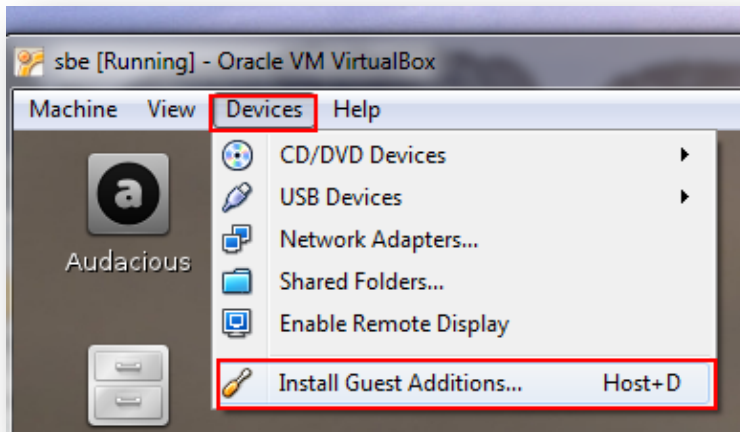 sbe [Running] - Oracle VM VirtualBox
Machine View Devices Help
CD/DVD Devices
USB Devices
Network Adapters...
Shared Folders...
Enable Remote Display
Install Guest Additions... Host+D
a
Audacious